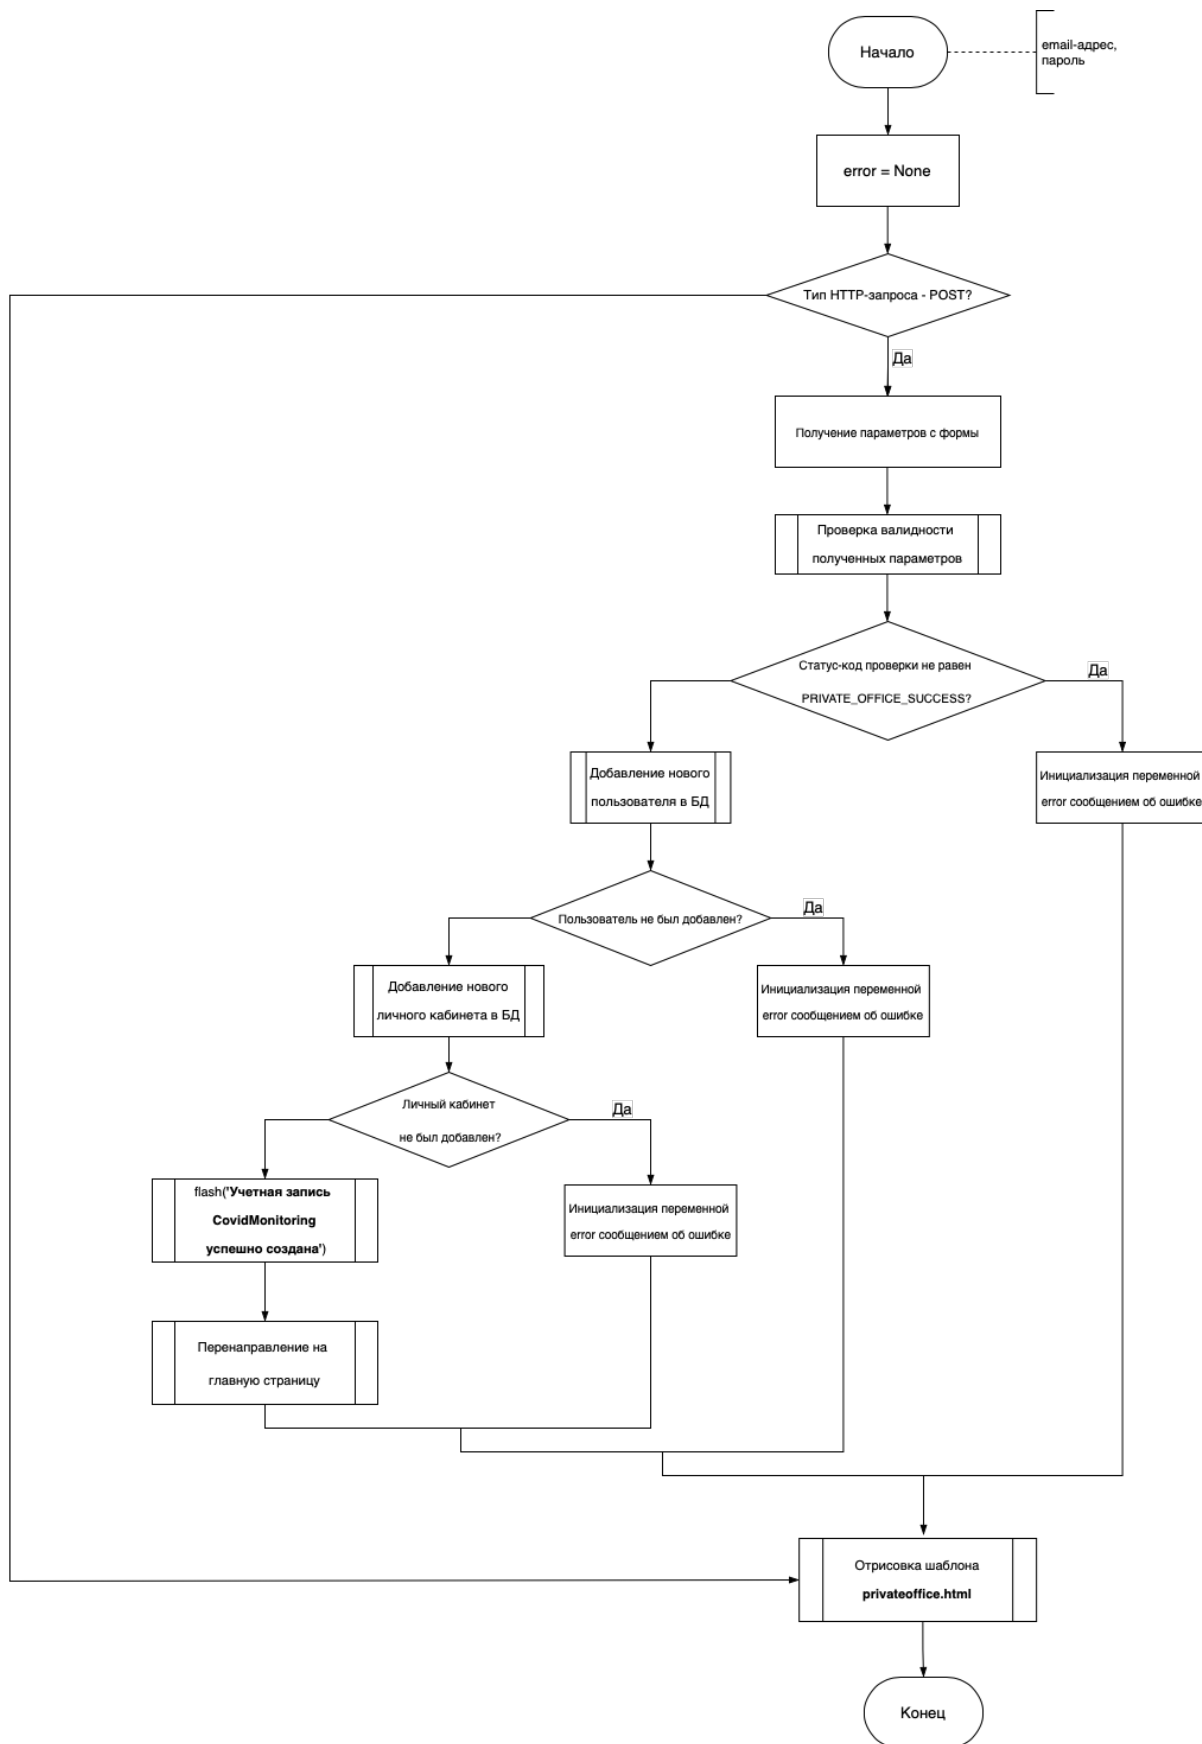 Начало
email-адрес,
пароль
error = None
Тип HTTP-запроса - POST?
Да
Получение параметров с формы
Проверка валидности
полученных параметров
Статус-код проверки не равен
PRIVATE_OFFICE_SUCCESS?
Да
Добавление нового
пользователя в БД
Инициализация переменной
error сообщением об ошибке
Пользователь не был добавлен?
Да
Добавление нового
личного кабинета в БД
Инициализация переменной
error сообщением об ошибке
Личный кабинет
не был добавлен?
Да
flash('Учетная запись
CovidMonitoring
успешно создана')
Инициализация переменной
error сообщением об ошибке
Перенаправление на
главную страницу
Отрисовка шаблона
privateoffice.html
Конец